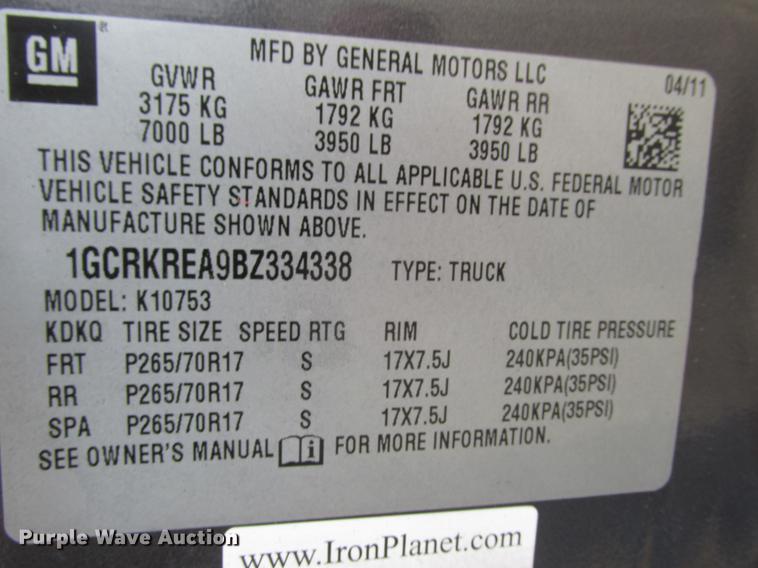 GM ®
MFD BY GENERAL MOTORS LLC
04/11
GVWR GAWR FRT GAWR RR
3175 KG 1792 KG 1792 KG
7000 LB 3950 LB 3950 LB
THIS VEHICLE CONFORMS TO ALL APPLICABLE U.S. FEDERAL MOTOR
VEHICLE SAFETY STANDARDS IN EFFECT ON THE DATE OF
MANUFACTURE SHOWN ABOVE.
1GCRKREA9BZ334338 TYPE: TRUCK
MODEL: K10753
KDKQ TIRE SIZE SPEED RTG RIM COLD TIRE PRESSURE
FRT P265/70R17 S 17X7.5J 240KPA(35PSI)
RR P265/70R17 S 17X7.5J 240KPA(35PSI)
SPA P265/70R17 S 17X7.5J 240KPA(35PSI)
SEE OWNER'S MANUAL i FOR MORE INFORMATION.
Purple Wave Auction
www.IronPlanet.com